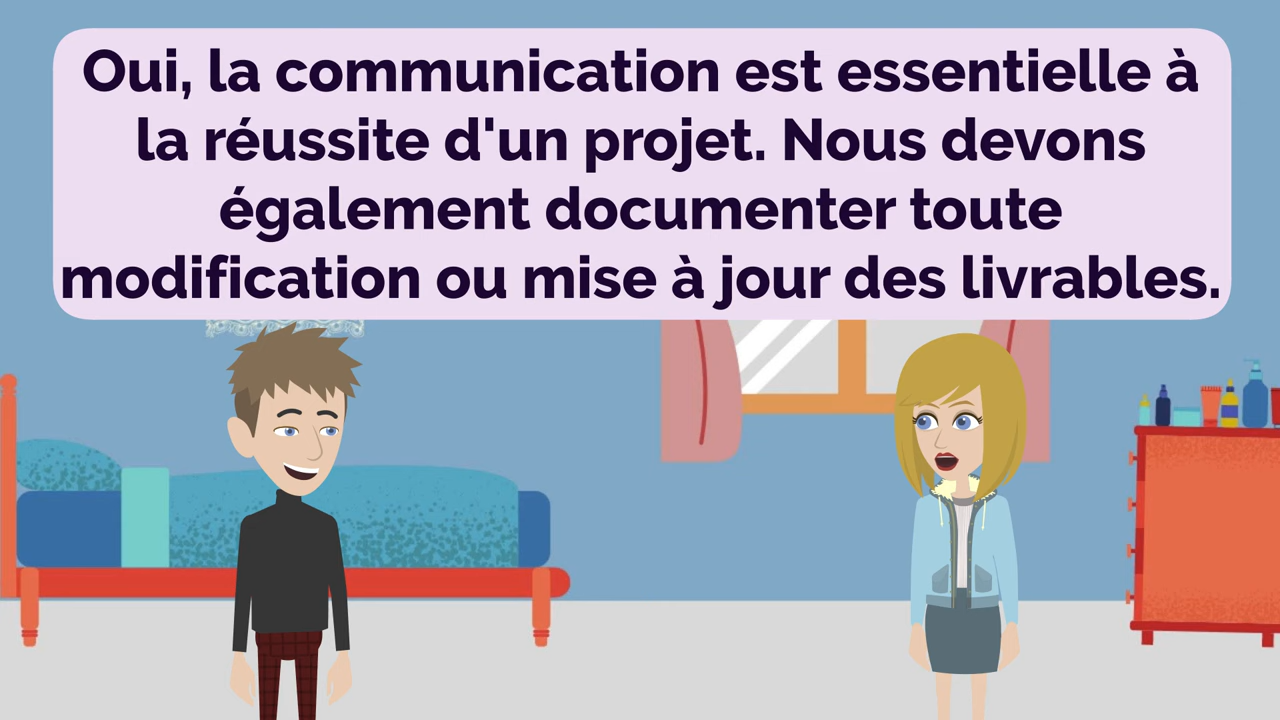 Oui, la communication est essentielle à
la réussite d'un projet. Nous devons
également documenter toute
modification ou mise à jour des livrables.